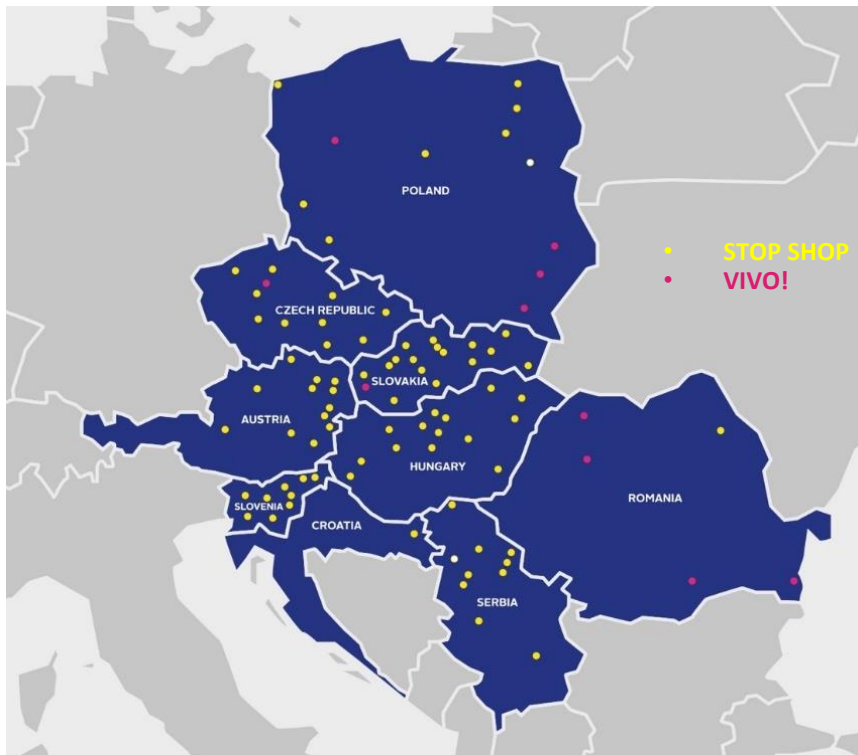 POLAND
STOP SHOP
VIVO!
CZECH REPUBLIC
SLOVAKIA
AUSTRIA
HUNGARY
ROMANIA
SLOVENIA
CROATIA
SERBIA